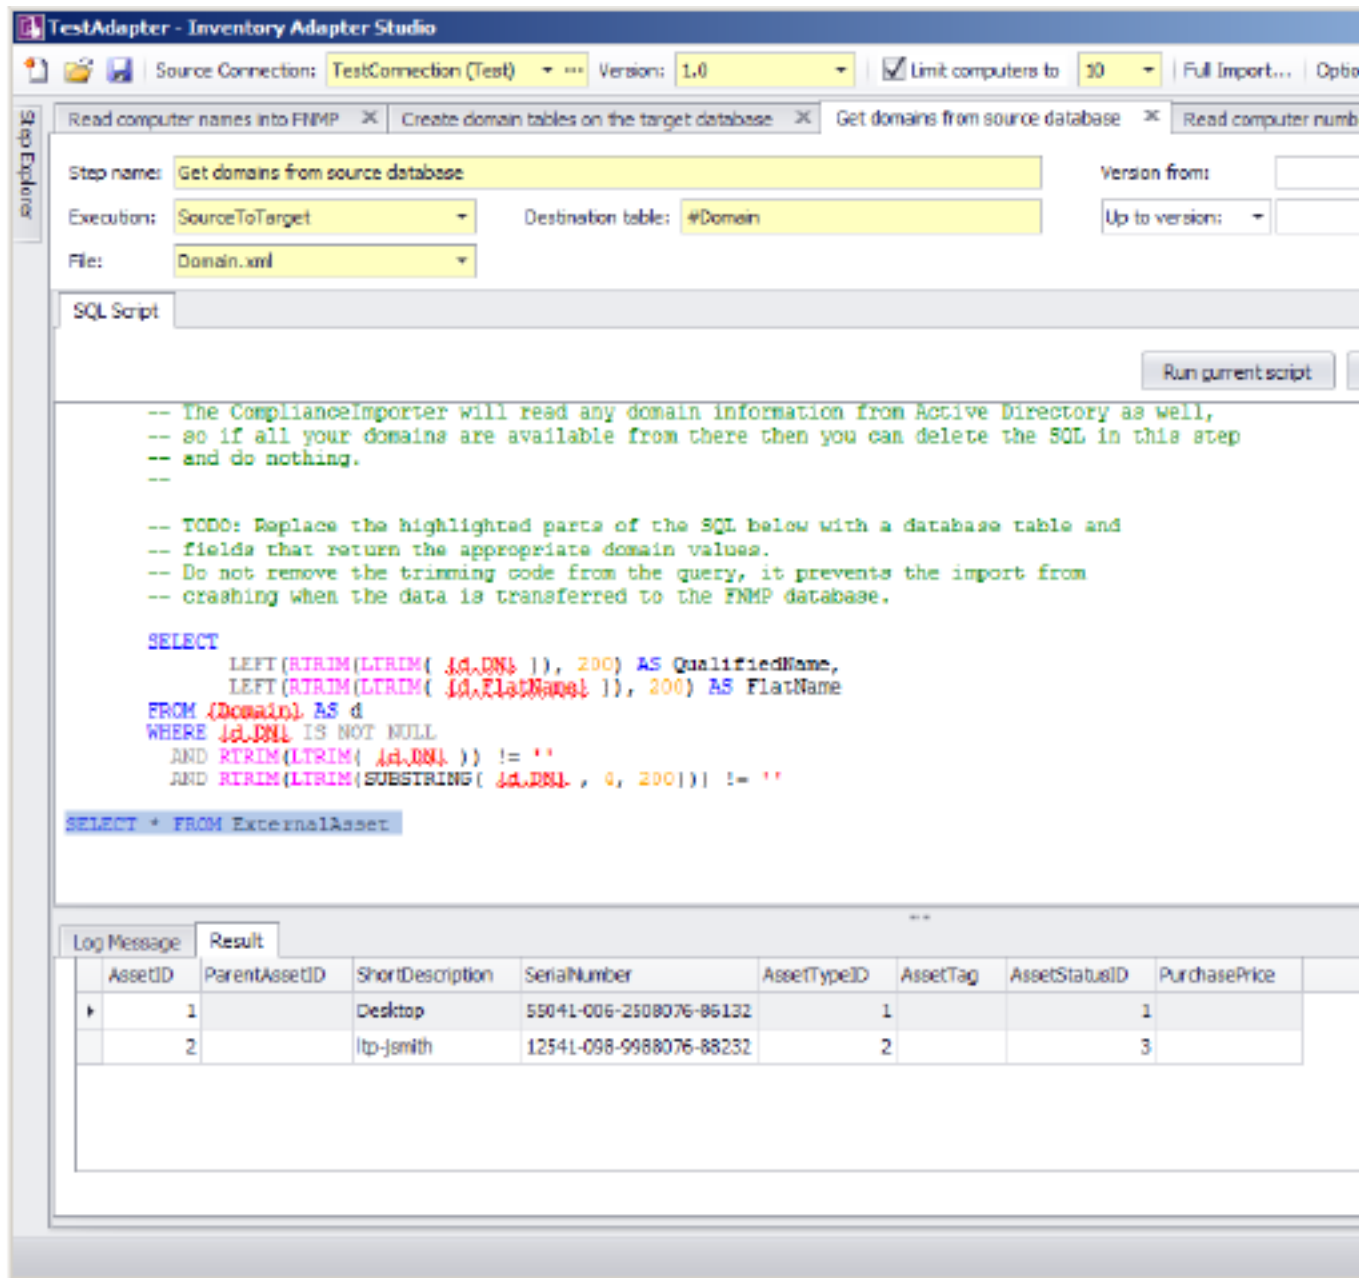 TestAdapter - Inventory Adapter Studio
Source Connection: TestConnection (Test) Version: 1.0 Limit computers to 10 Full Import... Optio
Step Explorer
Read computer names into FNMP Create domain tables on the target database Get domains from source database Read computer numb
Step name: Get domains from source database Version from:
Execution: SourceToTarget Destination table: #Domain Up to version:
File: Domain.xml
SQL Script
Run current script
-- The ComplianceImporter will read any domain information from Active Directory as well,
-- so if all your domains are available from there then you can delete the SQL in this step
-- and do nothing.
--
-- TODO: Replace the highlighted parts of the SQL below with a database table and
-- fields that return the appropriate domain values.
-- Do not remove the trimming code from the query, it prevents the import from
-- crashing when the data is transferred to the FNMP database.
SELECT
LEFT(RTRIM(LTRIM( {d.DN} )), 200) AS QualifiedName,
LEFT(RTRIM(LTRIM( {d.FlatName} )), 200) AS FlatName
FROM {Domain} AS d
WHERE {d.DN} IS NOT NULL
AND RTRIM(LTRIM( {d.DN} )) != ''
AND RTRIM(LTRIM(SUBSTRING( {d.DN} , 4, 200))) != ''
SELECT * FROM ExternalAsset
Log Message Result
AssetID ParentAssetID ShortDescription SerialNumber AssetTypeID AssetTag AssetStatusID PurchasePrice
1 Desktop 55041-006-2508076-86132 1 1
2 ltp-jsmith 12541-098-9988076-88232 2 3